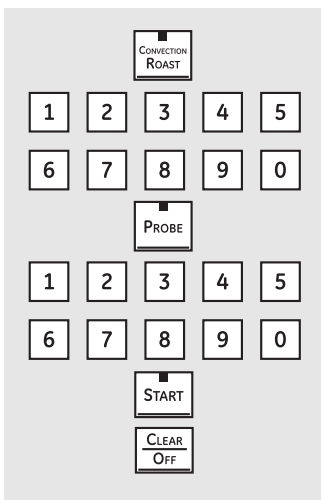 CONVECTION
ROAST
1 2 3 4 5
6 7 8 9 0
PROBE
1 2 3 4 5
6 7 8 9 0
START
CLEAR
OFF